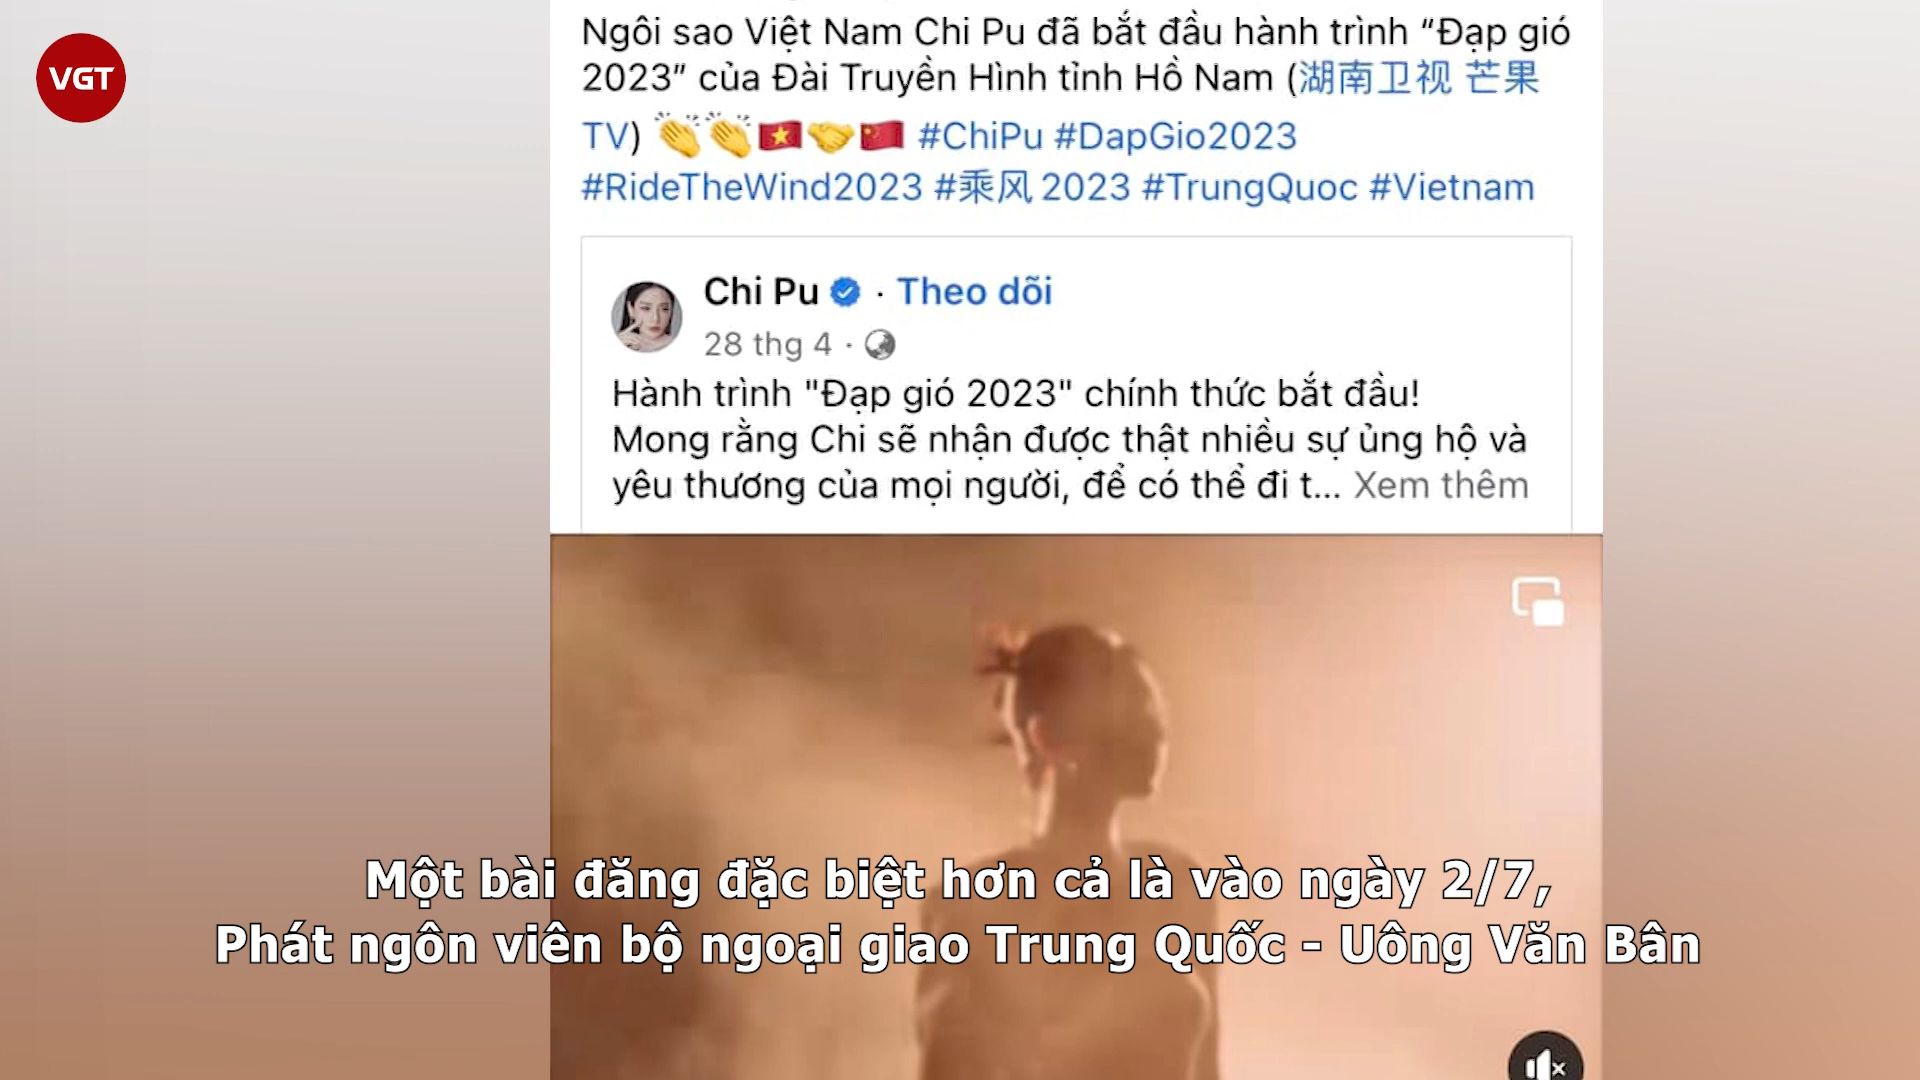 VGT
Ngôi sao Việt Nam Chi Pu đã bắt đầu hành trình “Đạp gió
2023” của Đài Truyền Hình tỉnh Hồ Nam (湖南卫视 芒果
TV) 👏👏🇻🇳🤝🇨🇳 #ChiPu #DapGio2023
#RideTheWind2023 #乘风2023 #TrungQuoc #Vietnam
Chi Pu · Theo dõi
28 thg 4 ·
Hành trình "Đạp gió 2023" chính thức bắt đầu!
Mong rằng Chi sẽ nhận được thật nhiều sự ủng hộ và
yêu thương của mọi người, để có thể đi t... Xem thêm
Một bài đăng đặc biệt hơn cả là vào ngày 2/7,
Phát ngôn viên bộ ngoại giao Trung Quốc - Uông Văn Bân